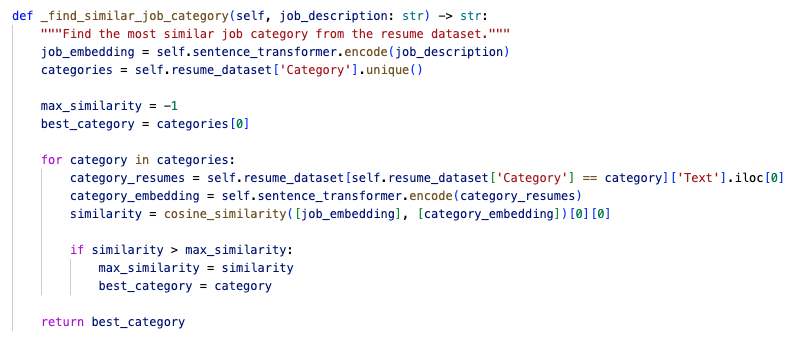 def _find_similar_job_category(self, job_description: str) -> str:
    """Find the most similar job category from the resume dataset."""
    job_embedding = self.sentence_transformer.encode(job_description)
    categories = self.resume_dataset['Category'].unique()

    max_similarity = -1
    best_category = categories[0]

    for category in categories:
        category_resumes = self.resume_dataset[self.resume_dataset['Category'] == category]['Text'].iloc[0]
        category_embedding = self.sentence_transformer.encode(category_resumes)
        similarity = cosine_similarity([job_embedding], [category_embedding])[0][0]

        if similarity > max_similarity:
            max_similarity = similarity
            best_category = category

    return best_category